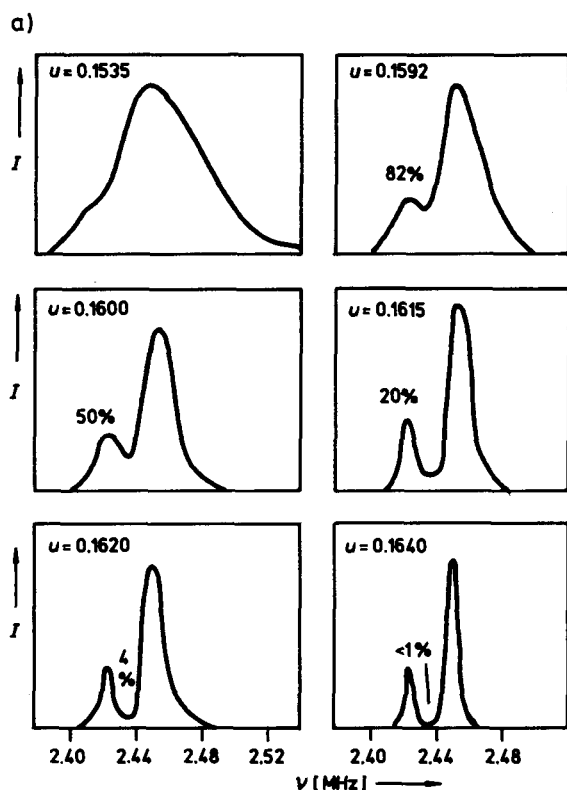 a)
u=0.1535
u=0.1592
82%
I
u=0.1600
u=0.1615
50%
20%
I
u=0.1620
u=0.1640
4
%
<1%
I
2.40 2.44 2.48 2.52 2.40 2.44 2.48
ν [MHz]